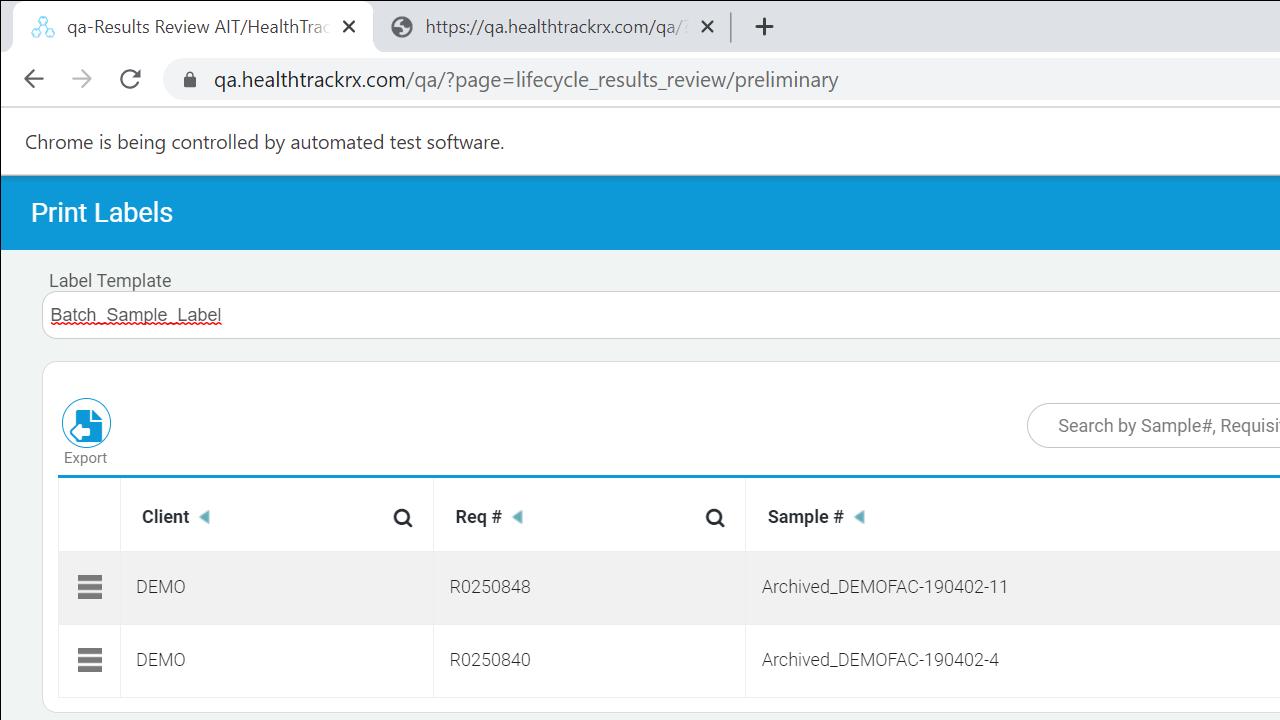 qa-Results Review AIT/HealthTrac
https://qa.healthtrackrx.com/qa/?
qa.healthtrackrx.com/qa/?page=lifecycle_results_review/preliminary
Chrome is being controlled by automated test software.
Print Labels
Label Template
Batch_Sample_Label
Export
Search by Sample#, Requisit
Client Req # Sample #
DEMO R0250848 Archived_DEMOFAC-190402-11
DEMO R0250840 Archived_DEMOFAC-190402-4